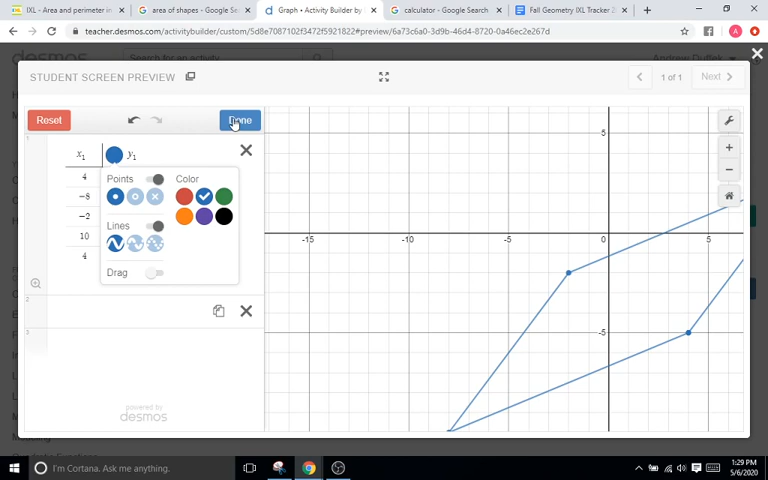 IXL - Area and perimeter in t
area of shapes - Google Sea
Graph • Activity Builder by
calculator - Google Search
Fall Geometry IXL Tracker 2
teacher.desmos.com/activitybuilder/custom/5d8e7087102f3472f5921822#preview/6a73c6a0-3d9b-46d4-8720-0a46ec2e267d
desmos
Search for an activity
STUDENT SCREEN PREVIEW
1 of 1
Next
Reset
Done
1
x₁ y₁
4
-8
-2
10
4
Points
Color
Lines
Drag
2
3
powered by
desmos
5
-15
-10
-5
0
5
-5
I'm Cortana. Ask me anything.
1:29 PM
5/6/2020